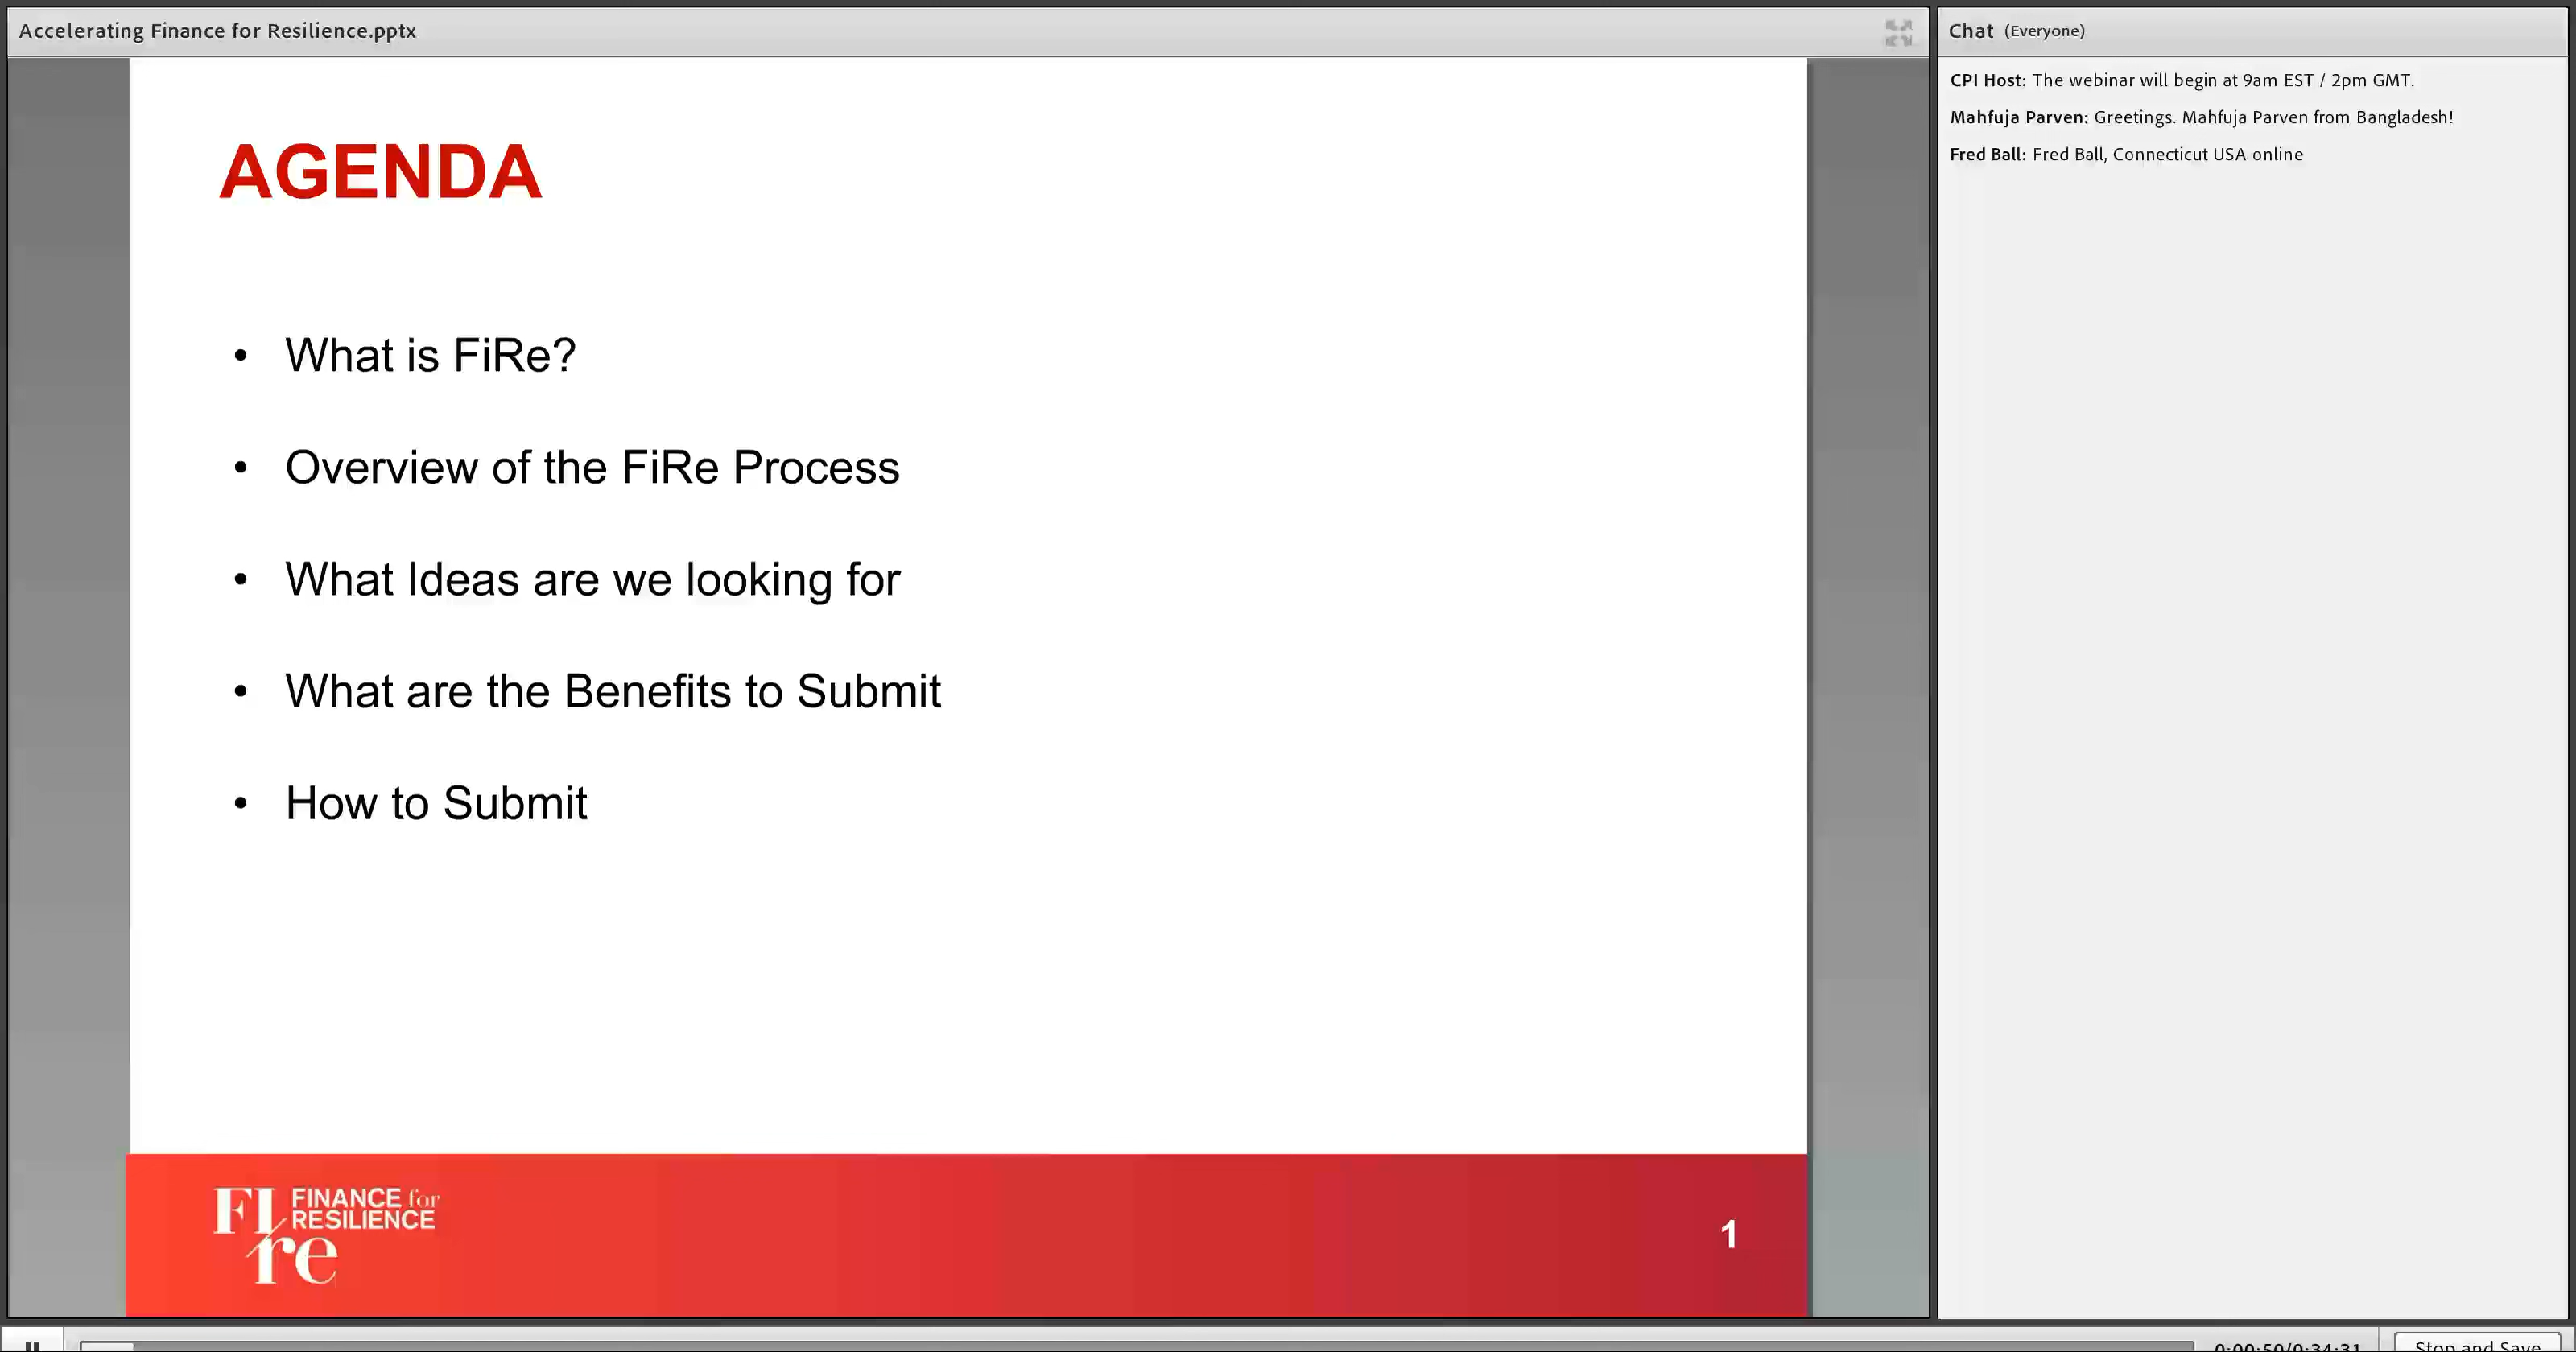 Accelerating Finance for Resilience.pptx
AGENDA
• What is FiRe?
• Overview of the FiRe Process
• What Ideas are we looking for
• What are the Benefits to Submit
• How to Submit
FIre
FINANCE for
RESILIENCE
1
Chat (Everyone)
CPI Host: The webinar will begin at 9am EST / 2pm GMT.
Mahfuja Parven: Greetings. Mahfuja Parven from Bangladesh!
Fred Ball: Fred Ball, Connecticut USA online
0:00:50/0:34:31
Stop and Save